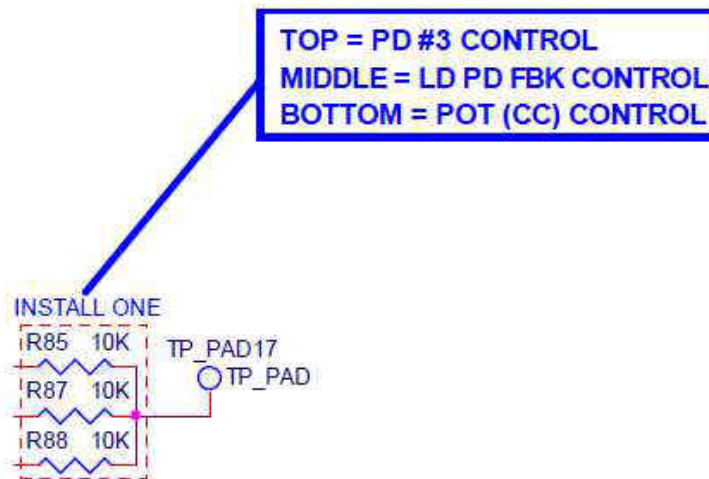 TOP = PD #3 CONTROL
MIDDLE = LD PD FBK CONTROL
BOTTOM = POT (CC) CONTROL
INSTALL ONE
R85 10K
TP_PAD17
TP_PAD
R87 10K
R88 10K